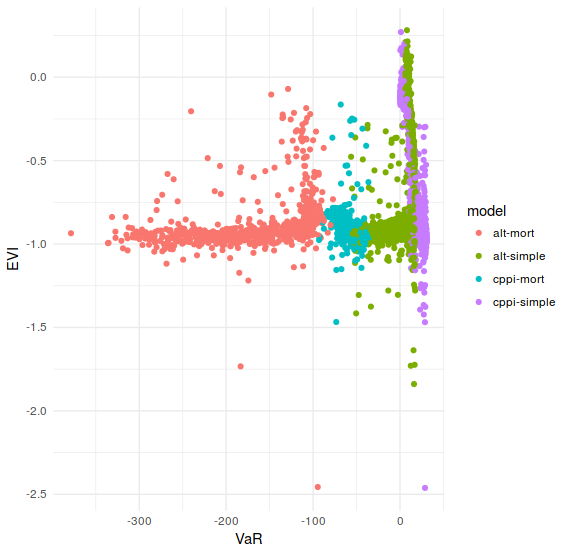 0.0
-0.5
-1.0
-1.5
-2.0
-2.5
EVI
-300
-200
-100
0
VaR
model
alt-mort
alt-simple
cppi-mort
cppi-simple